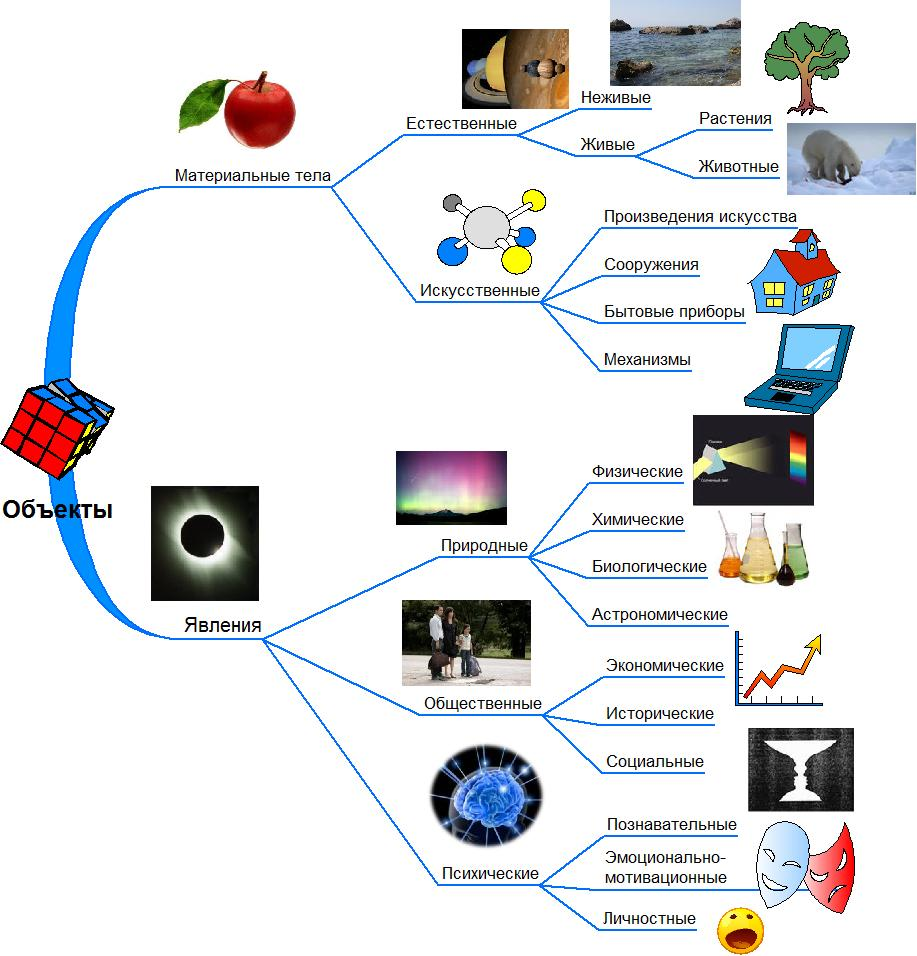 Объекты
Материальные тела
Естественные
Неживые
Живые
Растения
Животные
Искусственные
Произведения искусства
Сооружения
Бытовые приборы
Механизмы
Явления
Природные
Физические
Химические
Биологические
Астрономические
Общественные
Экономические
Исторические
Социальные
Психические
Познавательные
Эмоционально-
мотивационные
Личностные